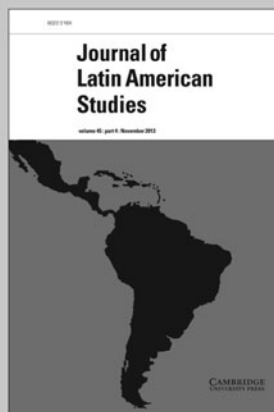 Journal of
Latin American
Studies
volume 45 : part 4 : November 2013
CAMBRIDGE
UNIVERSITY PRESS